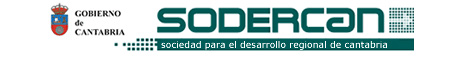 GOBIERNO
de
CANTABRIA
SODERCAN
sociedad para el desarrollo regional de cantabria